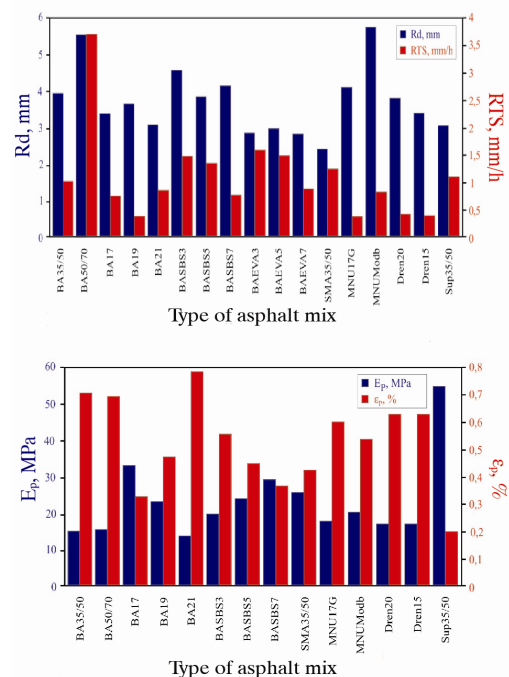 Rd, mm
RTS, mm/h
Rd, mm
6
5
4
3
2
1
0
RTS, mm/h
4
3,5
3
2,5
2
1,5
1
0,5
0
BA35/50
BA50/70
BA17
BA19
BA21
BASBS3
BASBS5
BASBS7
BAEVA3
BAEVA5
BAEVA7
SMA35/50
MNU17G
MNUModb
Dren20
Dren15
Sup35/50
Type of asphalt mix
Ep, MPa
εp, %
Ep, MPa
60
50
40
30
20
10
0
εp, %
0,8
0,7
0,6
0,5
0,4
0,3
0,2
0,1
0
BA35/50
BA50/70
BA17
BA19
BA21
BASBS3
BASBS5
BASBS7
SMA35/50
MNU17G
MNUModb
Dren20
Dren15
Sup35/50
Type of asphalt mix